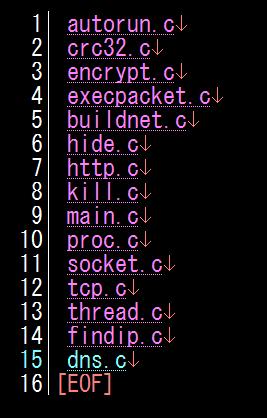 1 autorun.c↓
2 crc32.c↓
3 encrypt.c↓
4 execpacket.c↓
5 buildnet.c↓
6 hide.c↓
7 http.c↓
8 kill.c↓
9 main.c↓
10 proc.c↓
11 socket.c↓
12 tcp.c↓
13 thread.c↓
14 findip.c↓
15 dns.c↓
16 [EOF]